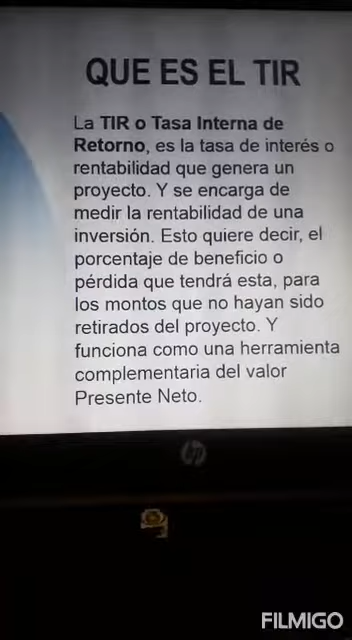 QUE ES EL TIR
La TIR o Tasa Interna de
Retorno, es la tasa de interés o
rentabilidad que genera un
proyecto. Y se encarga de
medir la rentabilidad de una
inversión. Esto quiere decir, el
porcentaje de beneficio o
pérdida que tendrá esta, para
los montos que no hayan sido
retirados del proyecto. Y
funciona como una herramienta
complementaria del valor
Presente Neto.
hp
FILMIGO